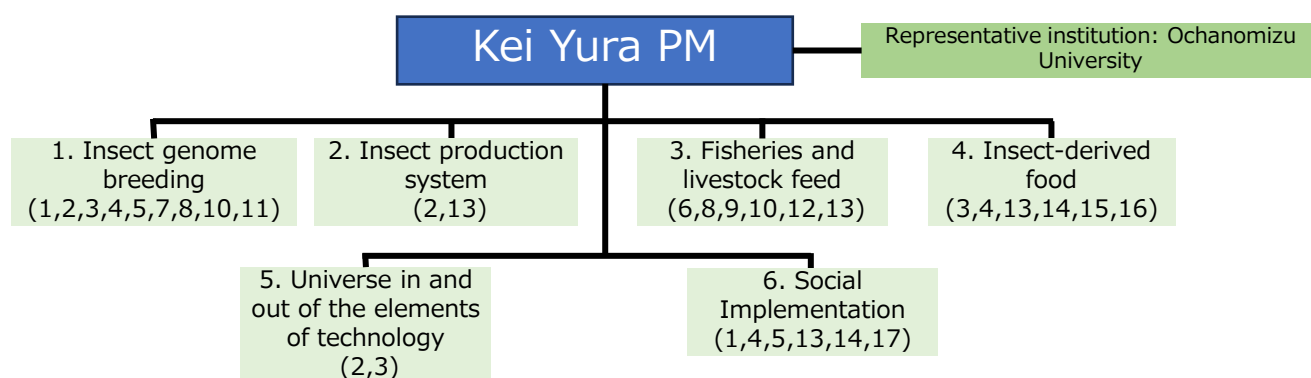 Kei Yura PM
Representative institution: Ochanomizu
University
1. Insect genome
breeding
(1,2,3,4,5,7,8,10,11)
2. Insect production
system
(2,13)
3. Fisheries and
livestock feed
(6,8,9,10,12,13)
4. Insect-derived
food
(3,4,13,14,15,16)
5. Universe in and
out of the elements
of technology
(2,3)
6. Social
Implementation
(1,4,5,13,14,17)